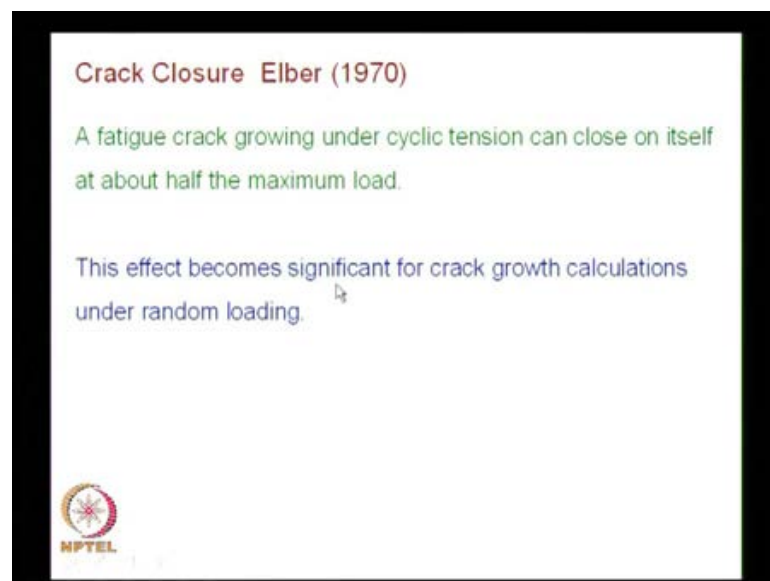 Crack Closure Elber (1970)
A fatigue crack growing under cyclic tension can close on itself
at about half the maximum load.
This effect becomes significant for crack growth calculations
under random loading.
NPTEL